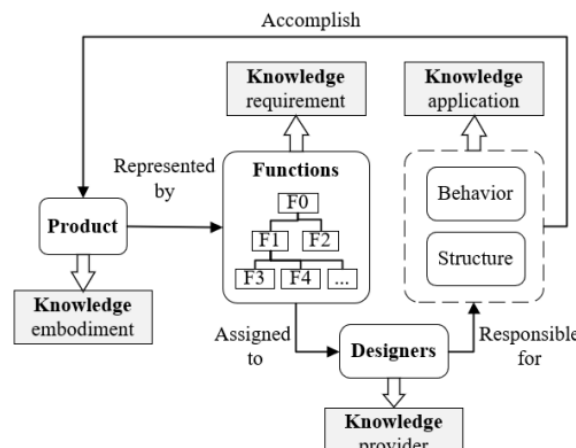 Accomplish
Knowledge
requirement
Knowledge
application
Represented
by
Functions
F0
F1
F2
F3
F4
...
Behavior
Structure
Product
Knowledge
embodiment
Assigned
to
Designers
Responsible
for
Knowledge
provider